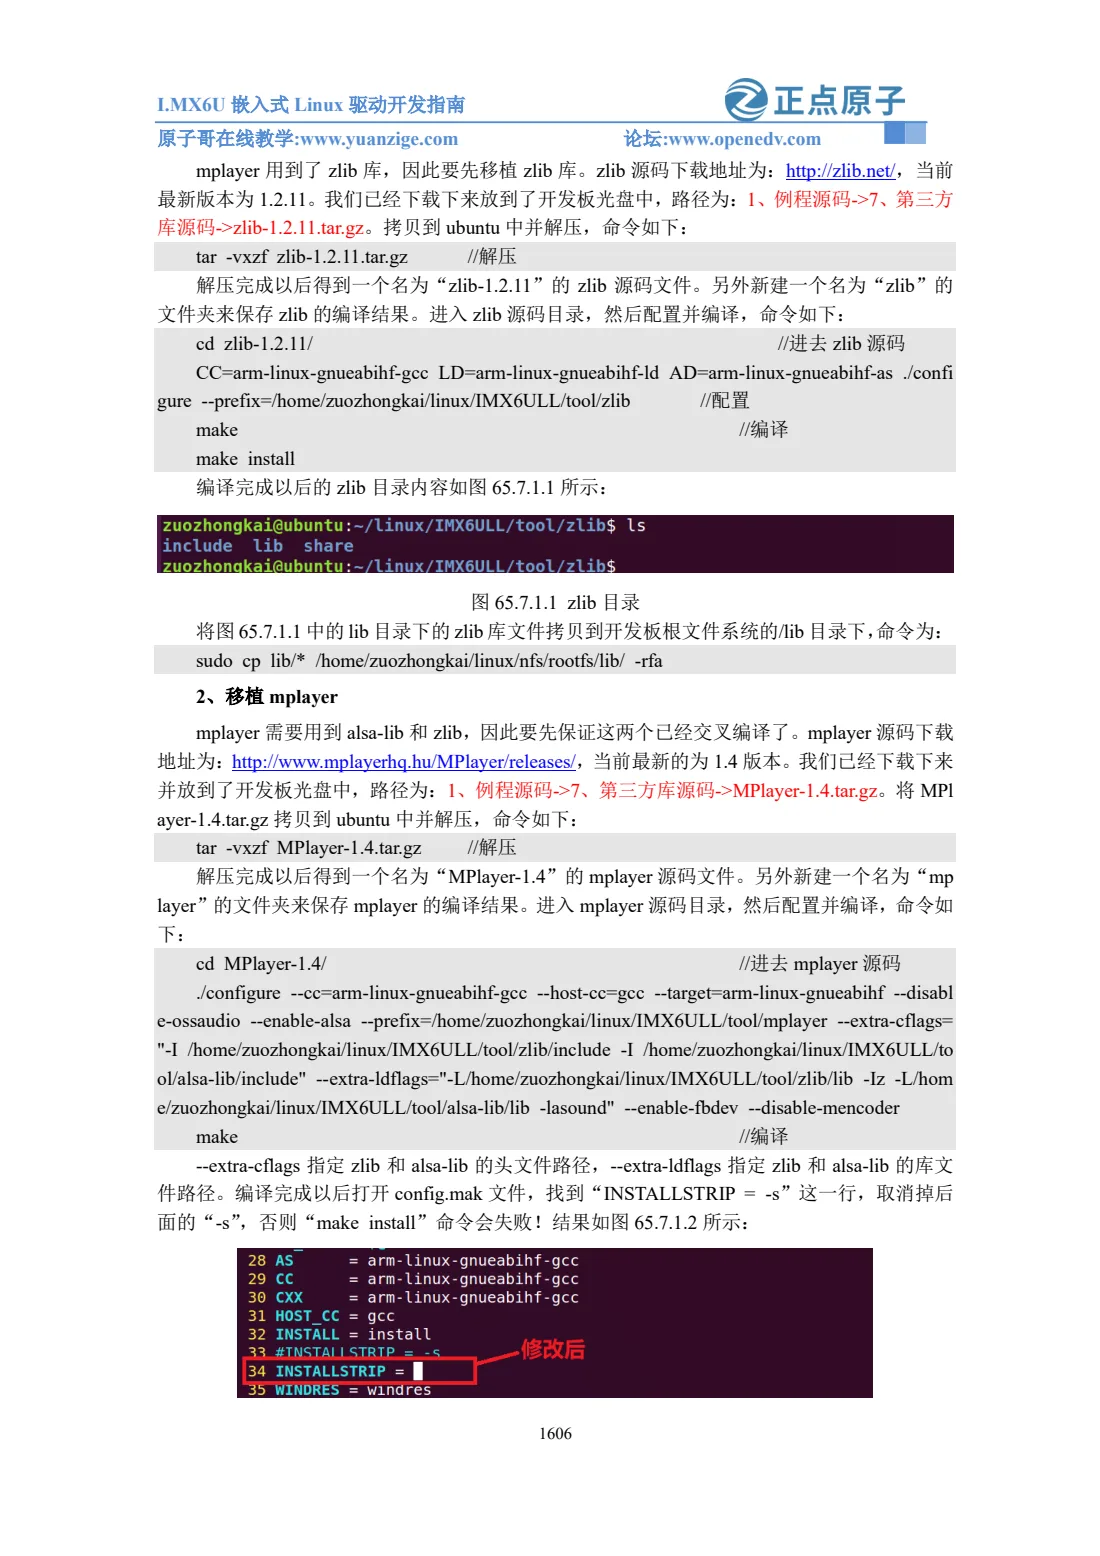 I.MX6U 嵌入式 Linux 驱动开发指南
正点原子
原子哥在线教学:www.yuanzige.com 论坛:www.openedv.com
mplayer 用到了 zlib 库，因此要先移植 zlib 库。zlib 源码下载地址为：http://zlib.net/，当前
最新版本为 1.2.11。我们已经下载下来放到了开发板光盘中，路径为：1、例程源码->7、第三方
库源码->zlib-1.2.11.tar.gz。拷贝到 ubuntu 中并解压，命令如下：
tar -vxzf zlib-1.2.11.tar.gz //解压
解压完成以后得到一个名为“zlib-1.2.11”的 zlib 源码文件。另外新建一个名为“zlib”的
文件夹来保存 zlib 的编译结果。进入 zlib 源码目录，然后配置并编译，命令如下：
cd zlib-1.2.11/ //进去 zlib 源码
CC=arm-linux-gnueabihf-gcc LD=arm-linux-gnueabihf-ld AD=arm-linux-gnueabihf-as ./confi
gure --prefix=/home/zuozhongkai/linux/IMX6ULL/tool/zlib //配置
make //编译
make install
编译完成以后的 zlib 目录内容如图 65.7.1.1 所示：
zuozhongkai@ubuntu:~/linux/IMX6ULL/tool/zlib$ ls
include lib share
zuozhongkai@ubuntu:~/linux/IMX6ULL/tool/zlib$
图 65.7.1.1 zlib 目录
将图 65.7.1.1 中的 lib 目录下的 zlib 库文件拷贝到开发板根文件系统的/lib 目录下，命令为：
sudo cp lib/* /home/zuozhongkai/linux/nfs/rootfs/lib/ -rfa
2、移植 mplayer
mplayer 需要用到 alsa-lib 和 zlib，因此要先保证这两个已经交叉编译了。mplayer 源码下载
地址为：http://www.mplayerhq.hu/MPlayer/releases/，当前最新的为 1.4 版本。我们已经下载下来
并放到了开发板光盘中，路径为：1、例程源码->7、第三方库源码->MPlayer-1.4.tar.gz。将 MPl
ayer-1.4.tar.gz 拷贝到 ubuntu 中并解压，命令如下：
tar -vxzf MPlayer-1.4.tar.gz //解压
解压完成以后得到一个名为“MPlayer-1.4”的 mplayer 源码文件。另外新建一个名为“mp
layer”的文件夹来保存 mplayer 的编译结果。进入 mplayer 源码目录，然后配置并编译，命令如
下：
cd MPlayer-1.4/ //进去 mplayer 源码
./configure --cc=arm-linux-gnueabihf-gcc --host-cc=gcc --target=arm-linux-gnueabihf --disabl
e-ossaudio --enable-alsa --prefix=/home/zuozhongkai/linux/IMX6ULL/tool/mplayer --extra-cflags=
"-I /home/zuozhongkai/linux/IMX6ULL/tool/zlib/include -I /home/zuozhongkai/linux/IMX6ULL/to
ol/alsa-lib/include" --extra-ldflags="-L/home/zuozhongkai/linux/IMX6ULL/tool/zlib/lib -Iz -L/hom
e/zuozhongkai/linux/IMX6ULL/tool/alsa-lib/lib -lasound" --enable-fbdev --disable-mencoder
make //编译
--extra-cflags 指定 zlib 和 alsa-lib 的头文件路径，--extra-ldflags 指定 zlib 和 alsa-lib 的库文
件路径。编译完成以后打开 config.mak 文件，找到“INSTALLSTRIP = -s”这一行，取消掉后
面的“-s”，否则“make install”命令会失败！结果如图 65.7.1.2 所示：
28 AS = arm-linux-gnueabihf-gcc
29 CC = arm-linux-gnueabihf-gcc
30 CXX = arm-linux-gnueabihf-gcc
31 HOST_CC = gcc
32 INSTALL = install
33 #INSTALLSTRIP = -s
修改后
34 INSTALLSTRIP =
35 WINDRES = windres
1606